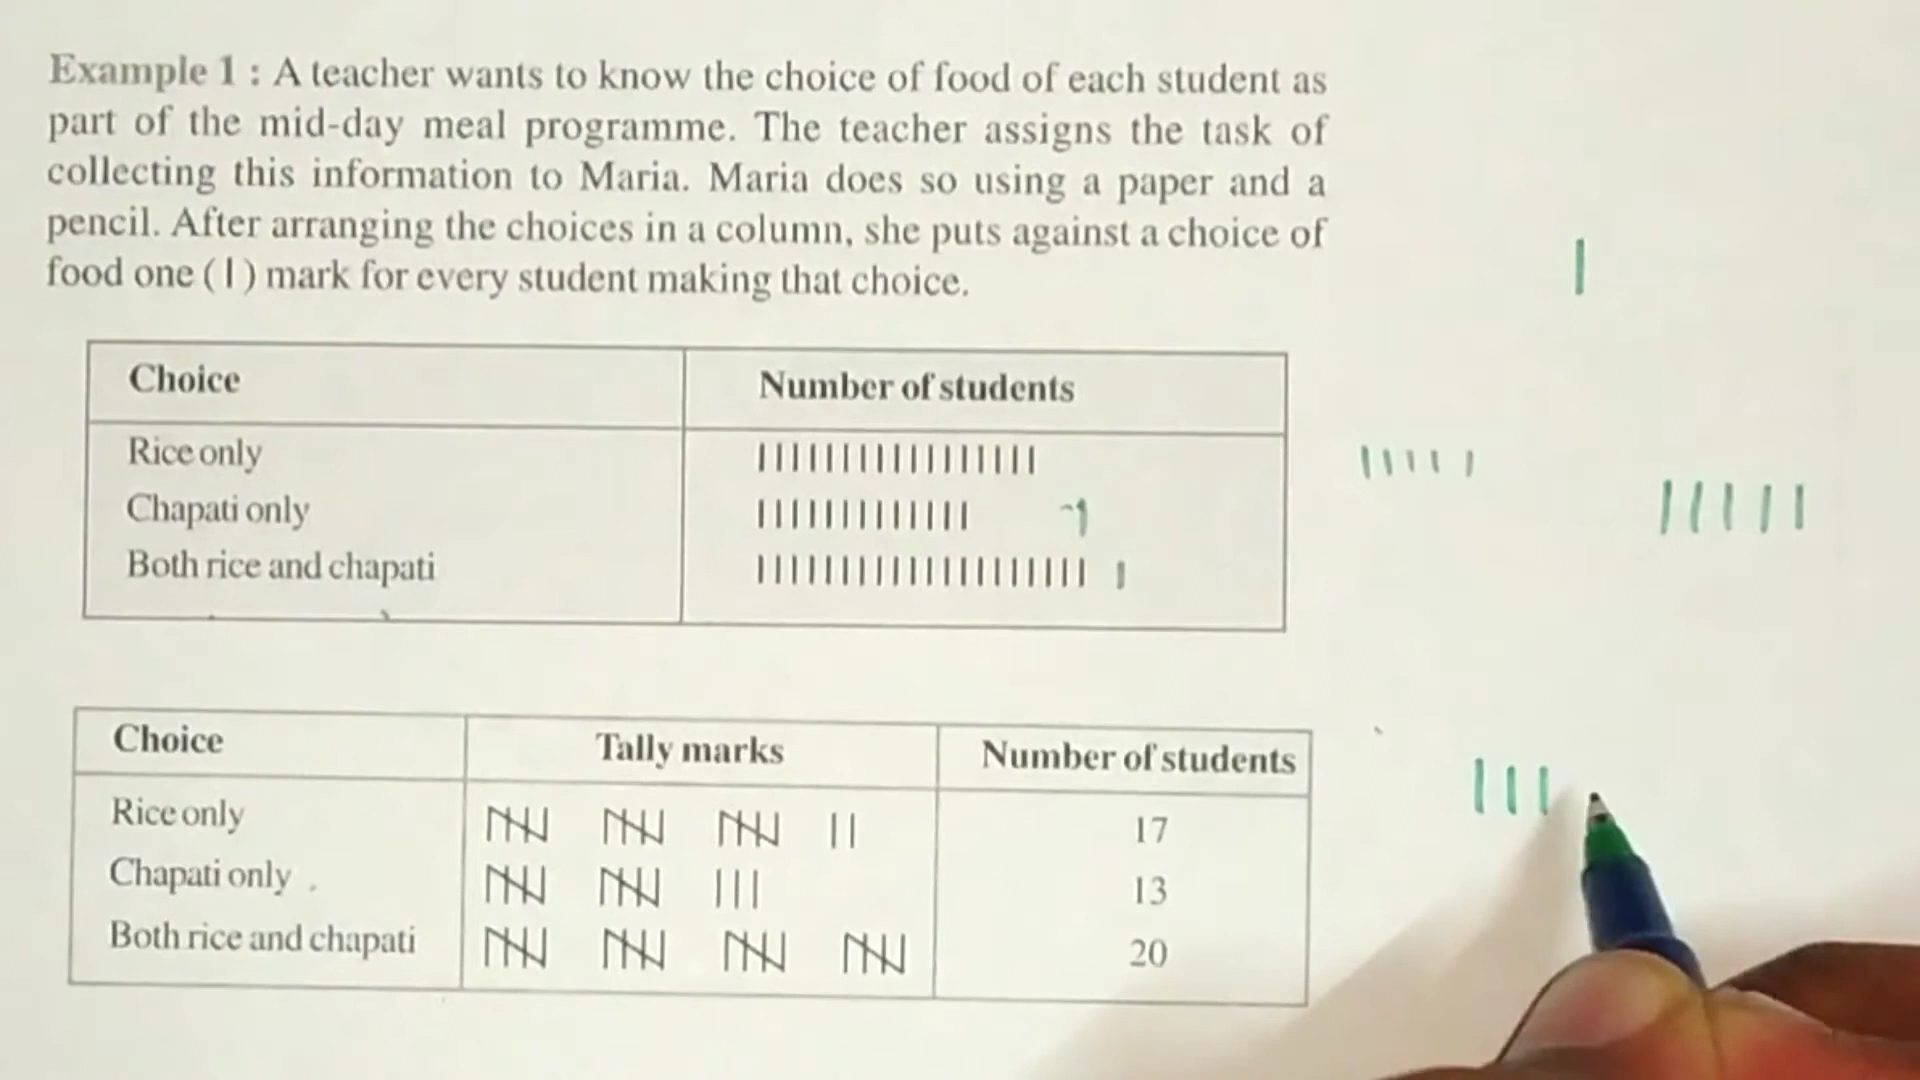 Example 1 : A teacher wants to know the choice of food of each student as
part of the mid-day meal programme. The teacher assigns the task of
collecting this information to Maria. Maria does so using a paper and a
pencil. After arranging the choices in a column, she puts against a choice of
food one ( | ) mark for every student making that choice.
Choice Number of students
Rice only |||||||||||||||||
Chapati only |||||||||||||
Both rice and chapati ||||||||||||||||||||
Choice Tally marks Number of students
Rice only 17
Chapati only ||| 13
Both rice and chapati 20